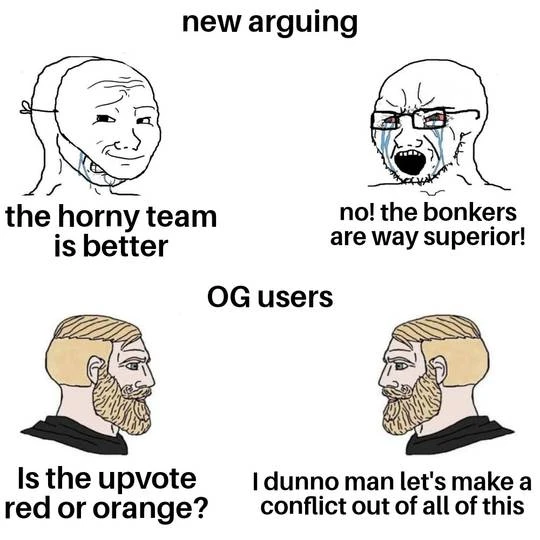 new arguing
the horny team
is better
no! the bonkers
are way superior!
OG users
Is the upvote
red or orange?
I dunno man let's make a
conflict out of all of this